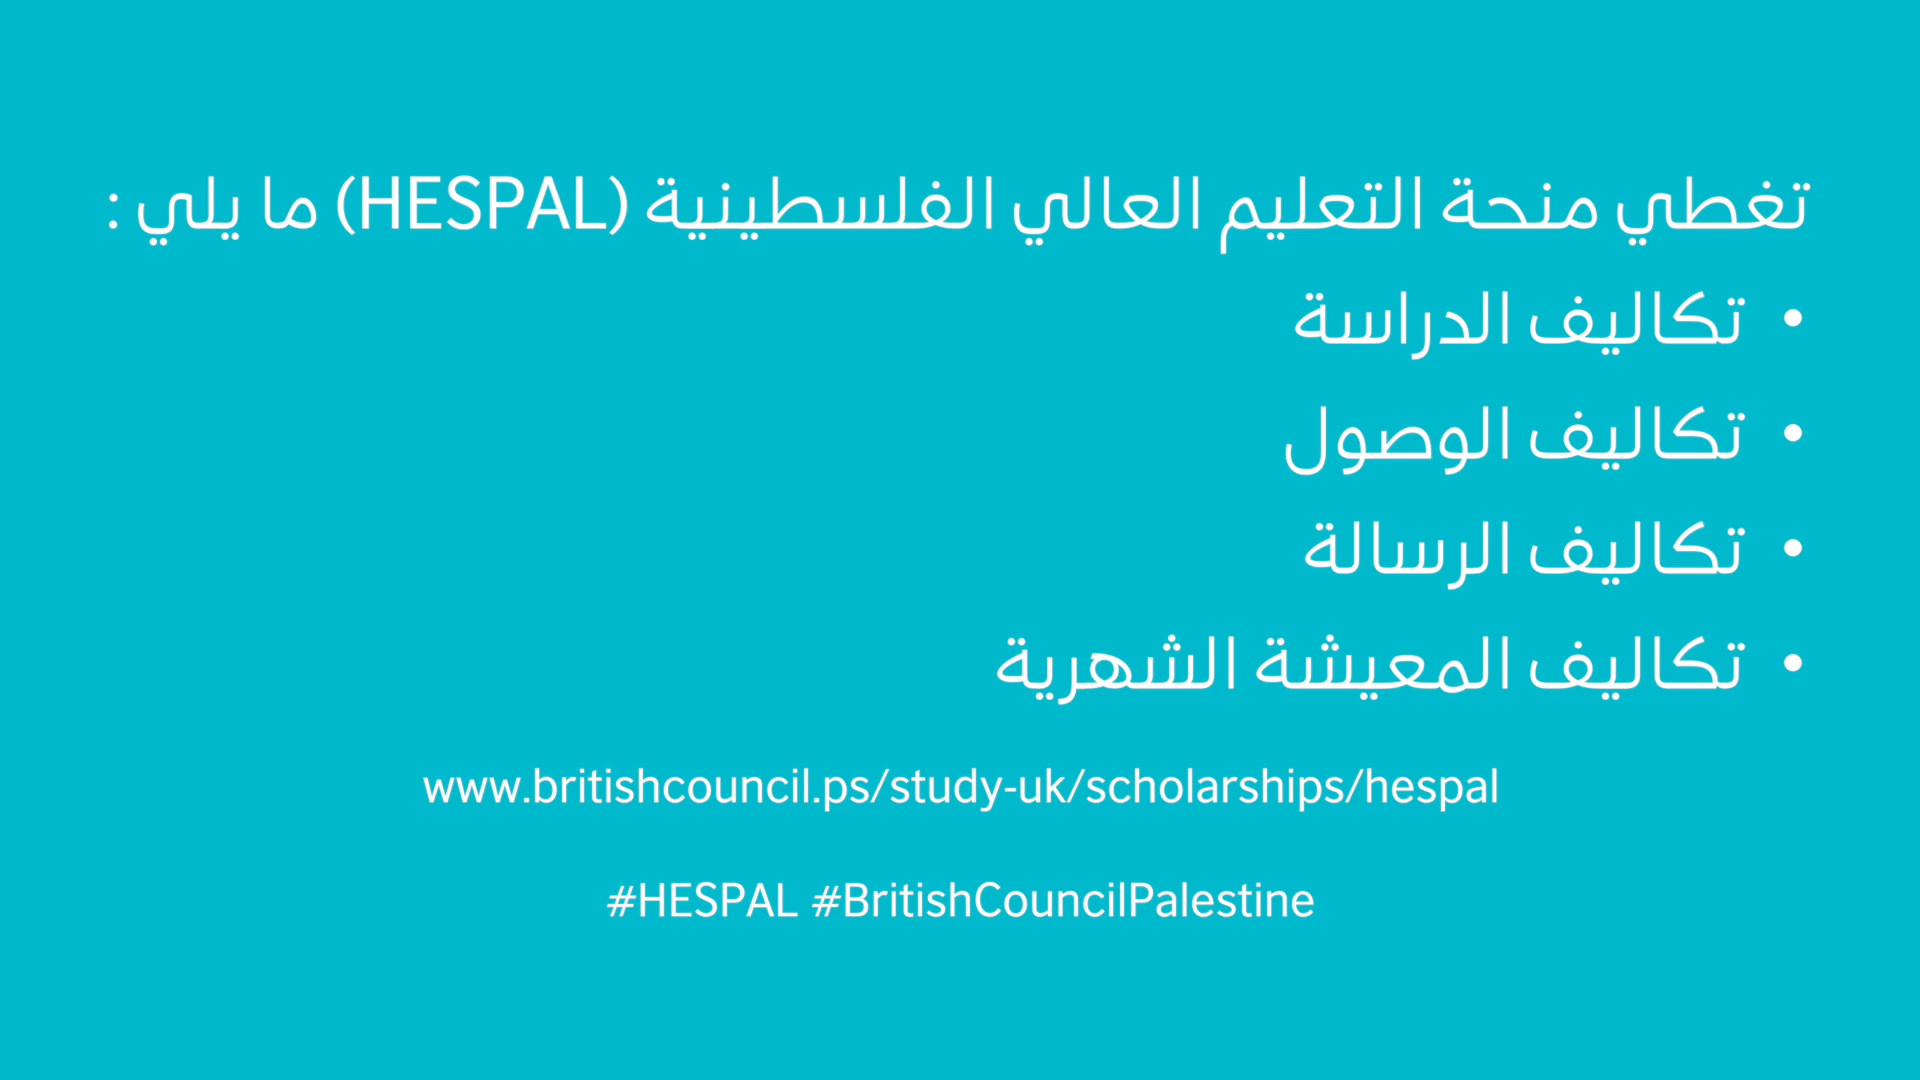 تغطي منحة التعليم العالي الفلسطينية (HESPAL) ما يلي :
• تكاليف الدراسة
• تكاليف الوصول
• تكاليف الرسالة
• تكاليف المعيشة الشهرية
www.britishcouncil.ps/study-uk/scholarships/hespal
#HESPAL #BritishCouncilPalestine